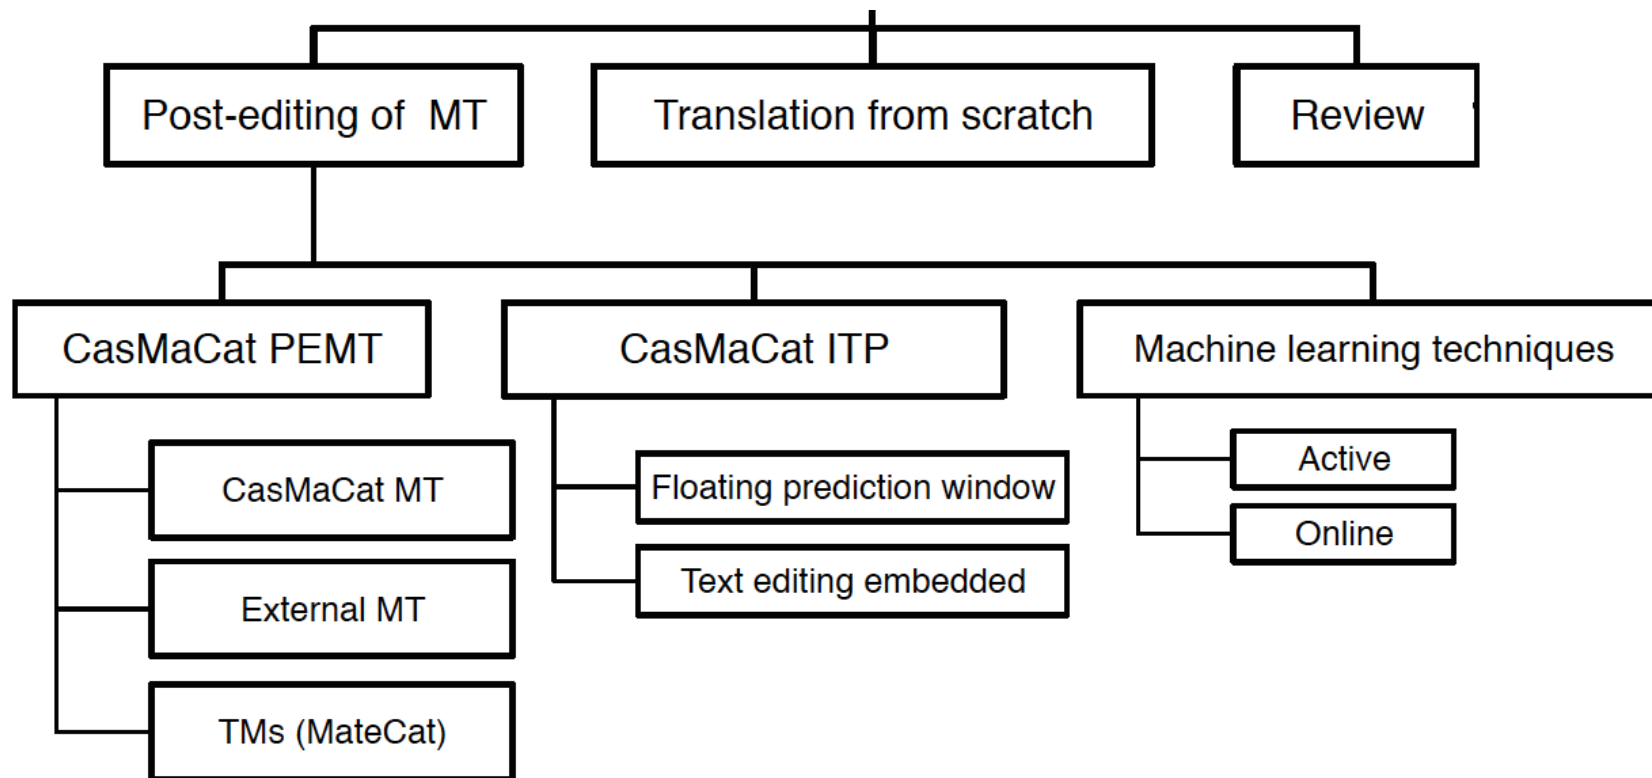 Post-editing of MT
Translation from scratch
Review
CasMaCat PEMT
CasMaCat ITP
Machine learning techniques
CasMaCat MT
External MT
TMs (MateCat)
Floating prediction window
Text editing embedded
Active
Online